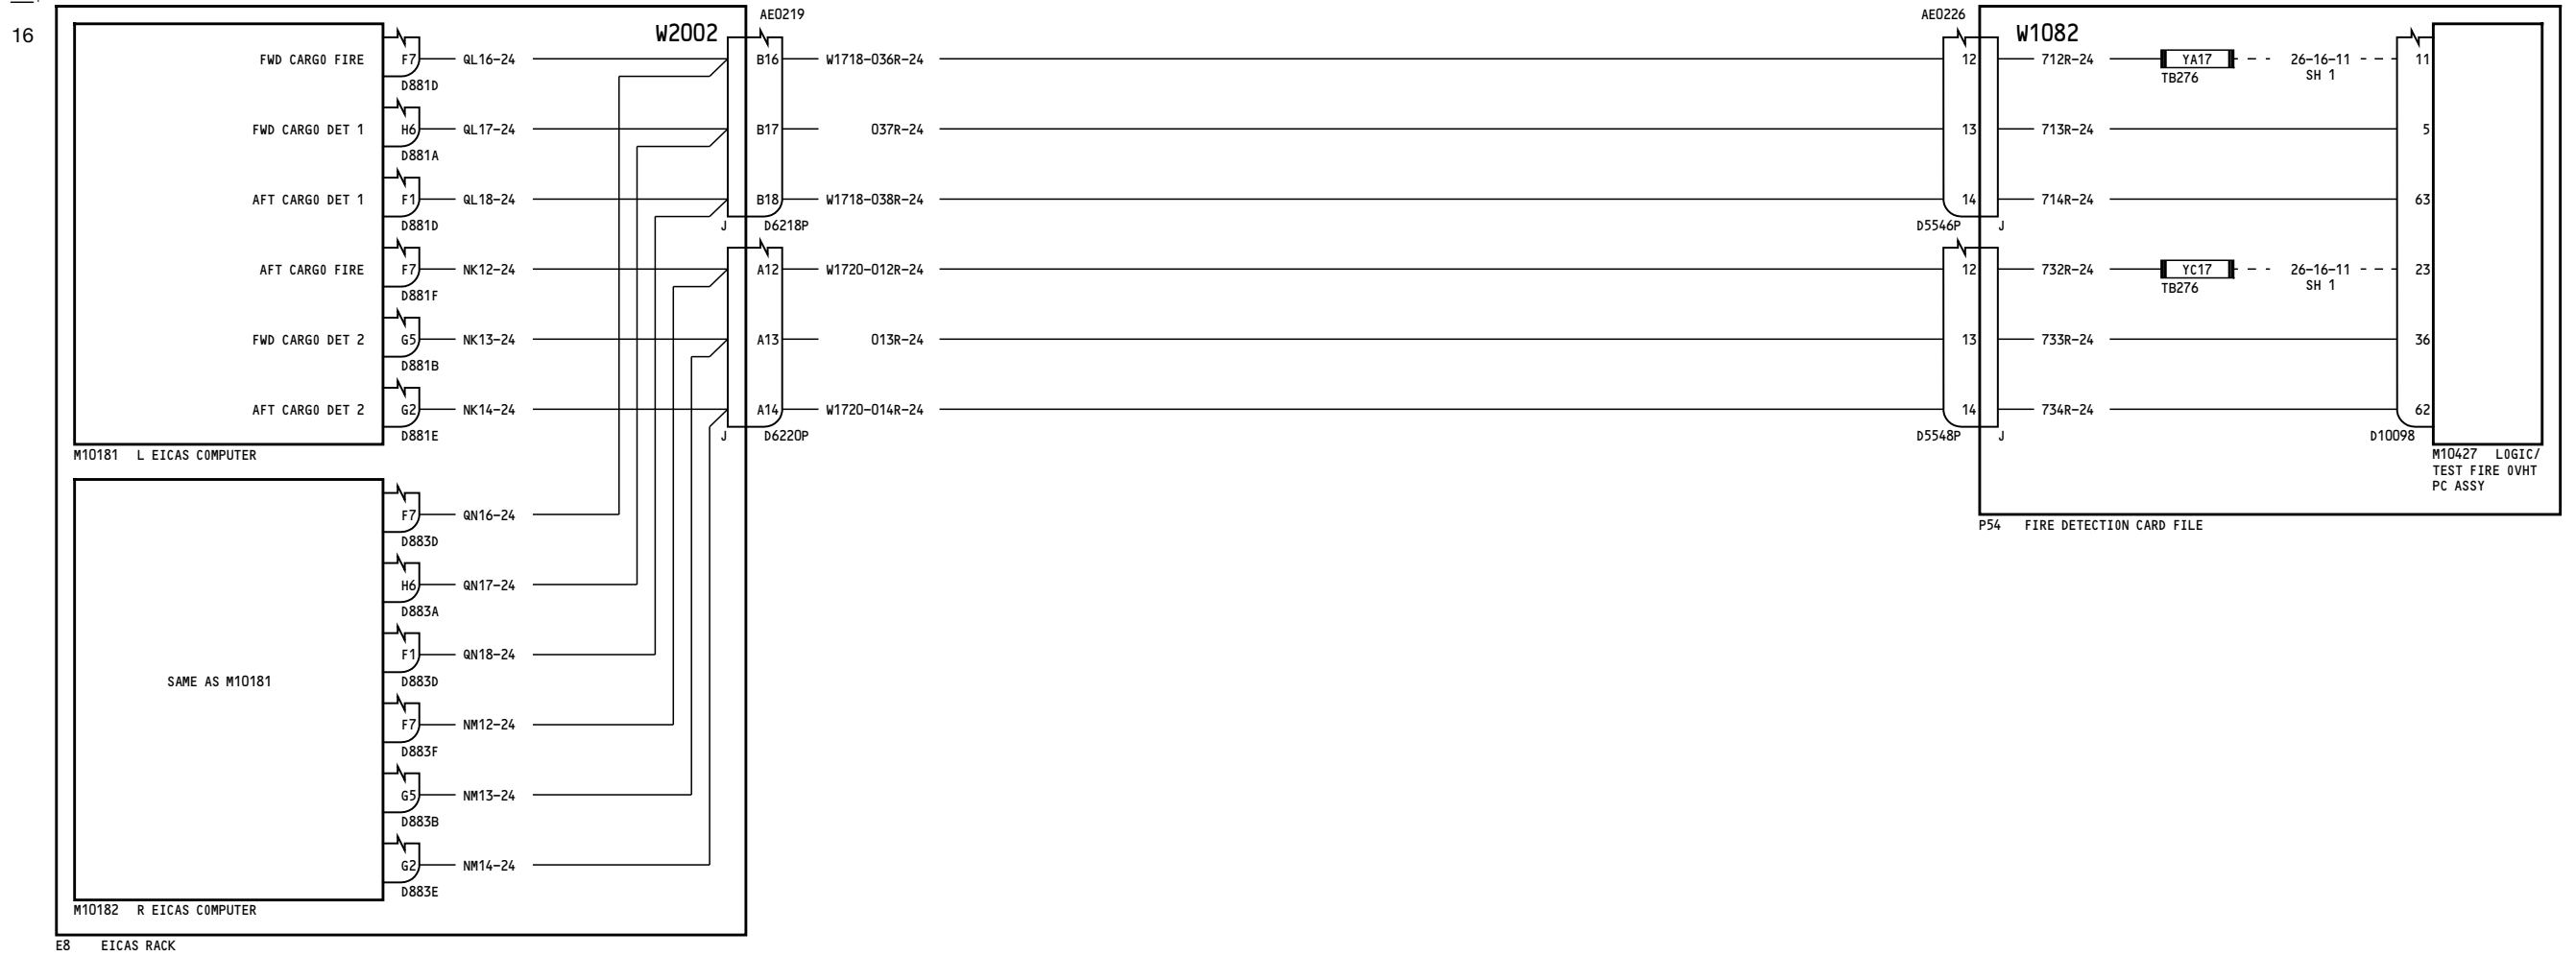 16
W2002
AE0219
AE0226
W1082
FWD CARGO FIRE F7 QL16-24 B16 W1718-036R-24 12 712R-24 YA17 26-16-11 11
D881D
TB276 SH 1
FWD CARGO DET 1 H6 QL17-24 B17 037R-24 13 713R-24 5
D881A
AFT CARGO DET 1 F1 QL18-24 B18 W1718-038R-24 14 714R-24 63
D881D J D6218P D5546P J
AFT CARGO FIRE F7 NK12-24 A12 W1720-012R-24 12 732R-24 YC17 26-16-11 23
D881F
TB276 SH 1
FWD CARGO DET 2 G5 NK13-24 A13 013R-24 13 733R-24 36
D881B
AFT CARGO DET 2 G2 NK14-24 A14 W1720-014R-24 14 734R-24 62
D881E J D6220P D5548P J D10098
M10181 L EICAS COMPUTER
M10427 LOGIC/
TEST FIRE OVHT
PC ASSY
F7 QN16-24
D883D
P54 FIRE DETECTION CARD FILE
H6 QN17-24
D883A
F1 QN18-24
D883D
SAME AS M10181
F7 NM12-24
D883F
G5 NM13-24
D883B
G2 NM14-24
D883E
M10182 R EICAS COMPUTER
E8 EICAS RACK